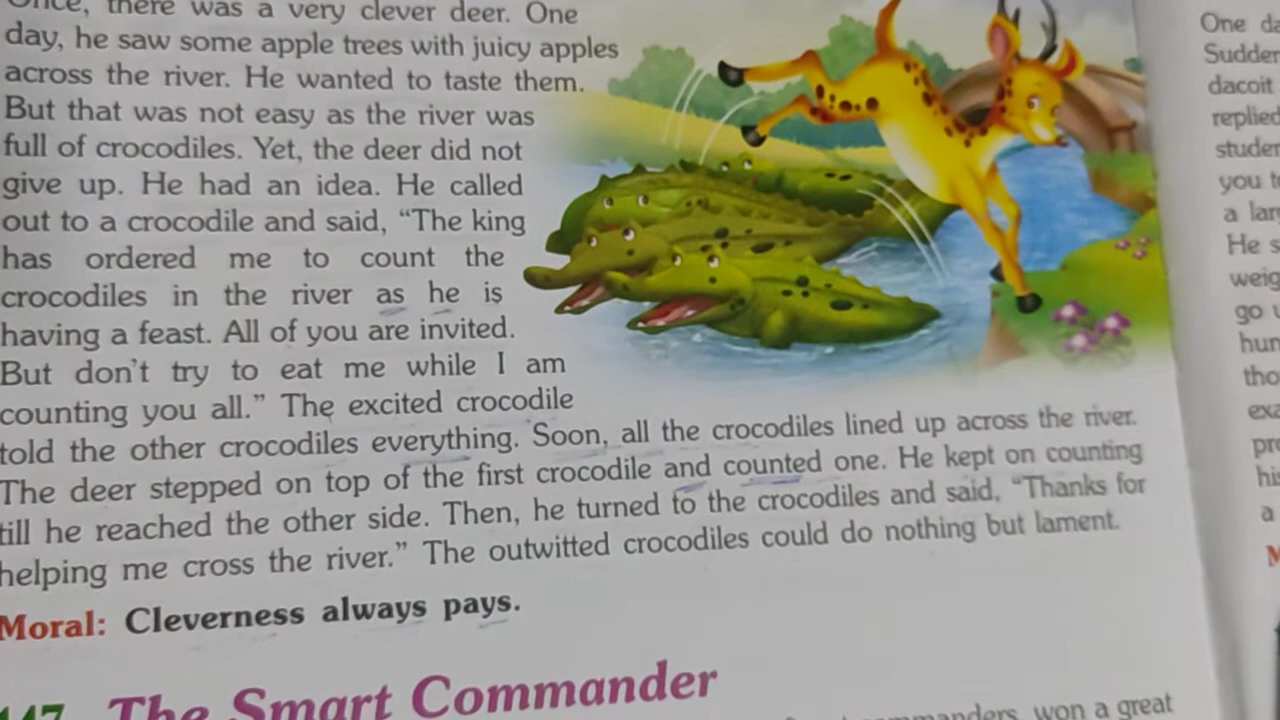 Once, there was a very clever deer. One
day, he saw some apple trees with juicy apples
across the river. He wanted to taste them.
But that was not easy as the river was
full of crocodiles. Yet, the deer did not
give up. He had an idea. He called
out to a crocodile and said, “The king
has ordered me to count the
crocodiles in the river as he is
having a feast. All of you are invited.
But don’t try to eat me while I am
counting you all.” The excited crocodile
told the other crocodiles everything. Soon, all the crocodiles lined up across the river.
The deer stepped on top of the first crocodile and counted one. He kept on counting
till he reached the other side. Then, he turned to the crocodiles and said, “Thanks for
helping me cross the river.” The outwitted crocodiles could do nothing but lament.
Moral: Cleverness always pays.
147 The Smart Commander
commanders, won a great
One
Sudden
dacoit
replied
you
a
He
go
a